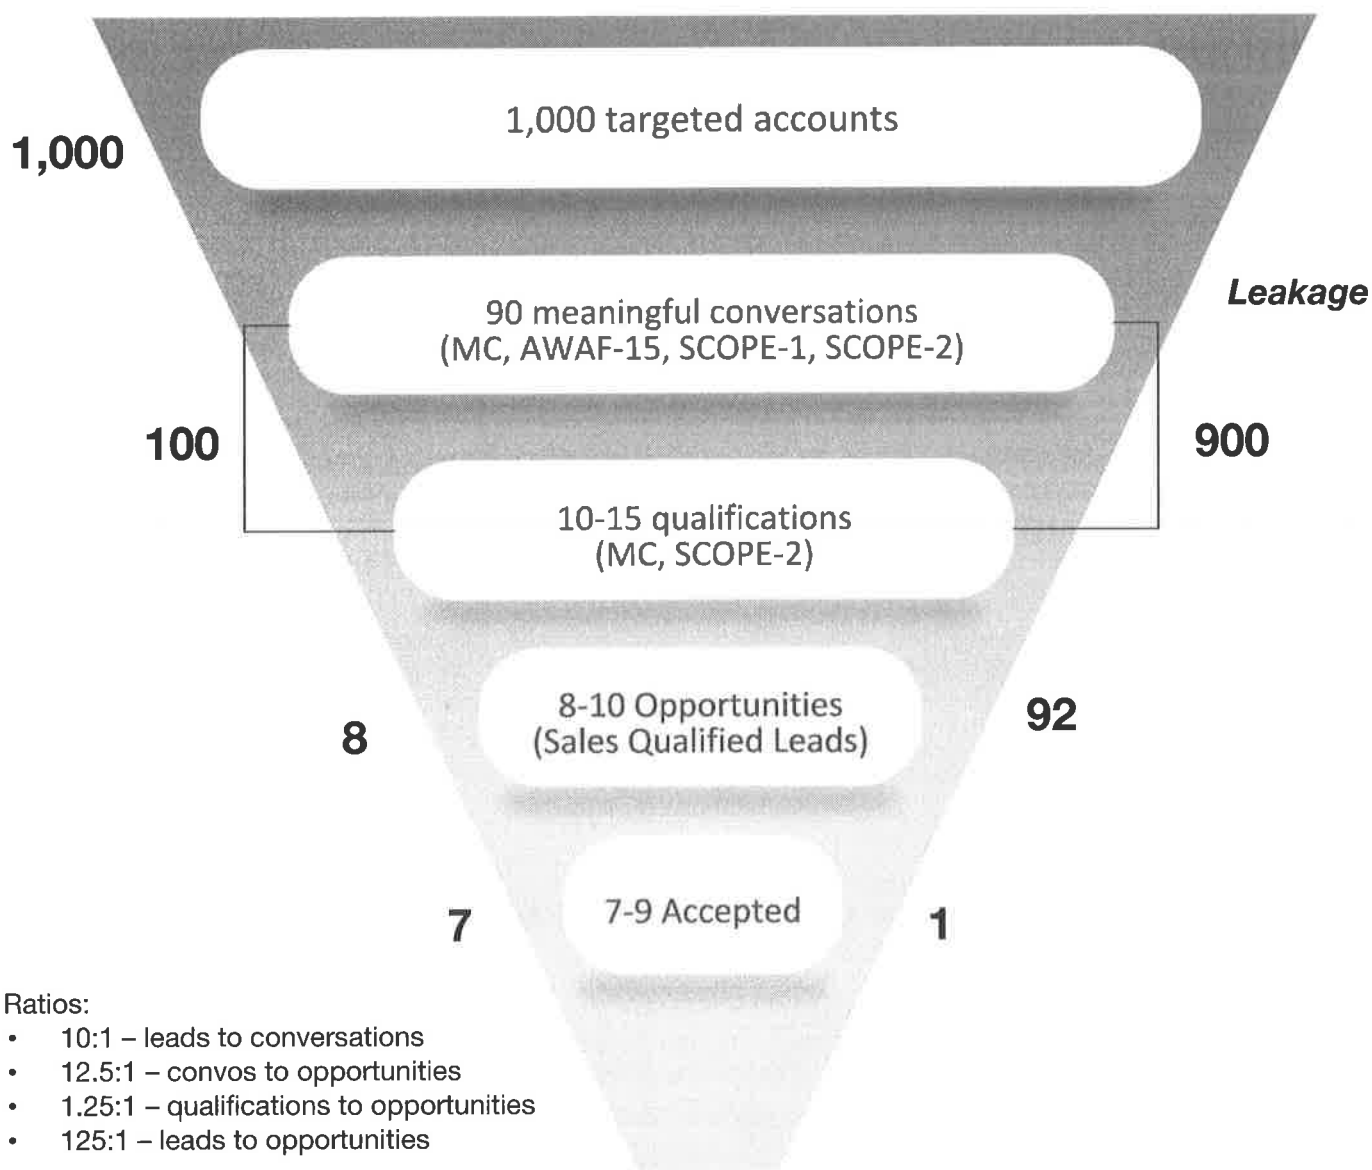 1,000 targeted accounts
1,000
90 meaningful conversations
(MC, AWAF-15, SCOPE-1, SCOPE-2)
Leakage
100
900
10-15 qualifications
(MC, SCOPE-2)
8-10 Opportunities
(Sales Qualified Leads)
8
92
7-9 Accepted
7
1
Ratios:
• 10:1 – leads to conversations
• 12.5:1 – convos to opportunities
• 1.25:1 – qualifications to opportunities
• 125:1 – leads to opportunities